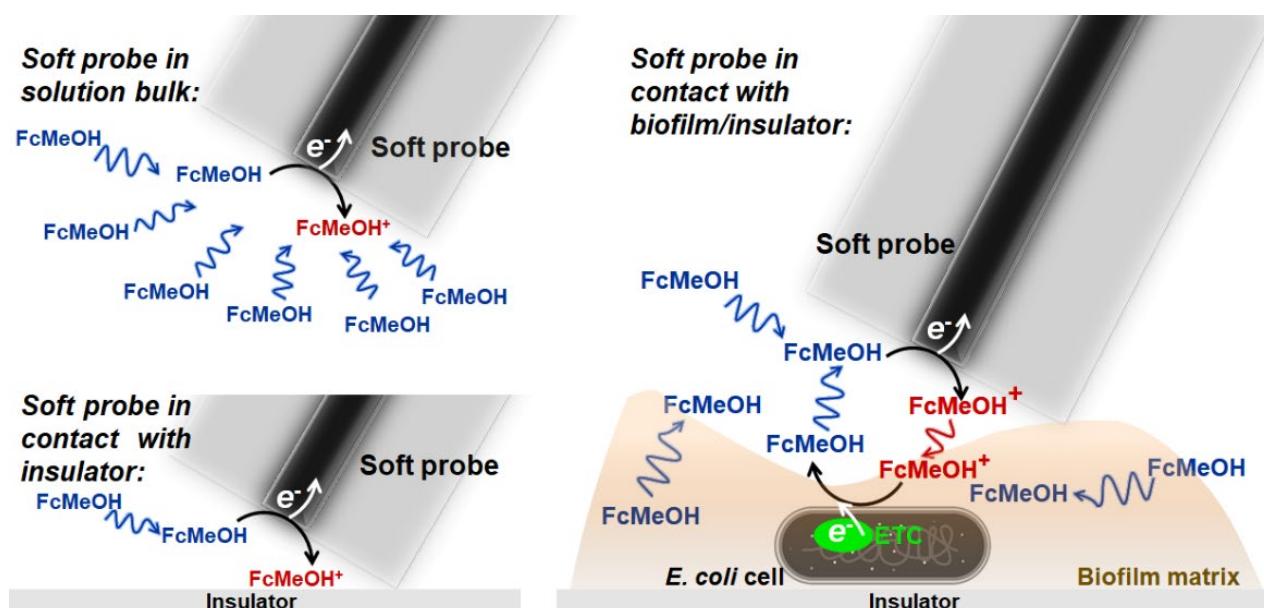 Soft probe in
solution bulk:
FcMeOH
FcMeOH
e-
Soft probe
FcMeOH
FcMeOH+
FcMeOH
FcMeOH
FcMeOH
FcMeOH
Soft probe in
contact with
insulator:
Soft probe
e-
FcMeOH
FcMeOH
FcMeOH+
Insulator
Soft probe in
contact with
biofilm/insulator:
Soft probe
FcMeOH
e-
FcMeOH
FcMeOH
FcMeOH+
FcMeOH
FcMeOH+
FcMeOH
FcMeOH
FcMeOH
e-
ETC
E. coli cell
Biofilm matrix
Insulator